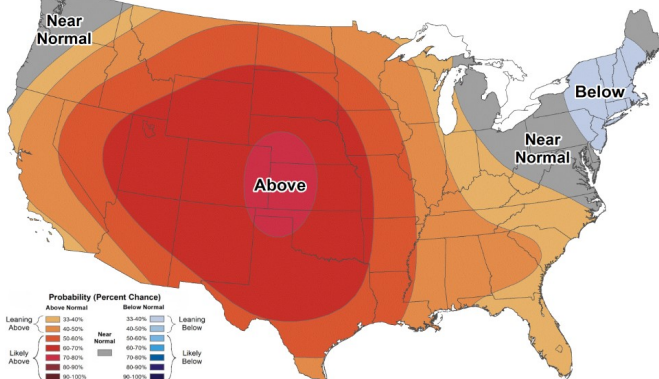 Near
Normal
Below
Near
Normal
Above
Probability (Percent Chance)
Above Normal
Below Normal
Leaning
Above
33-40%
40-50%
50-60%
Likely
Above
60-70%
70-80%
80-90%
90-100%
Near
Normal
33-40%
40-50%
50-60%
Leaning
Below
60-70%
70-80%
80-90%
90-100%
Likely
Below